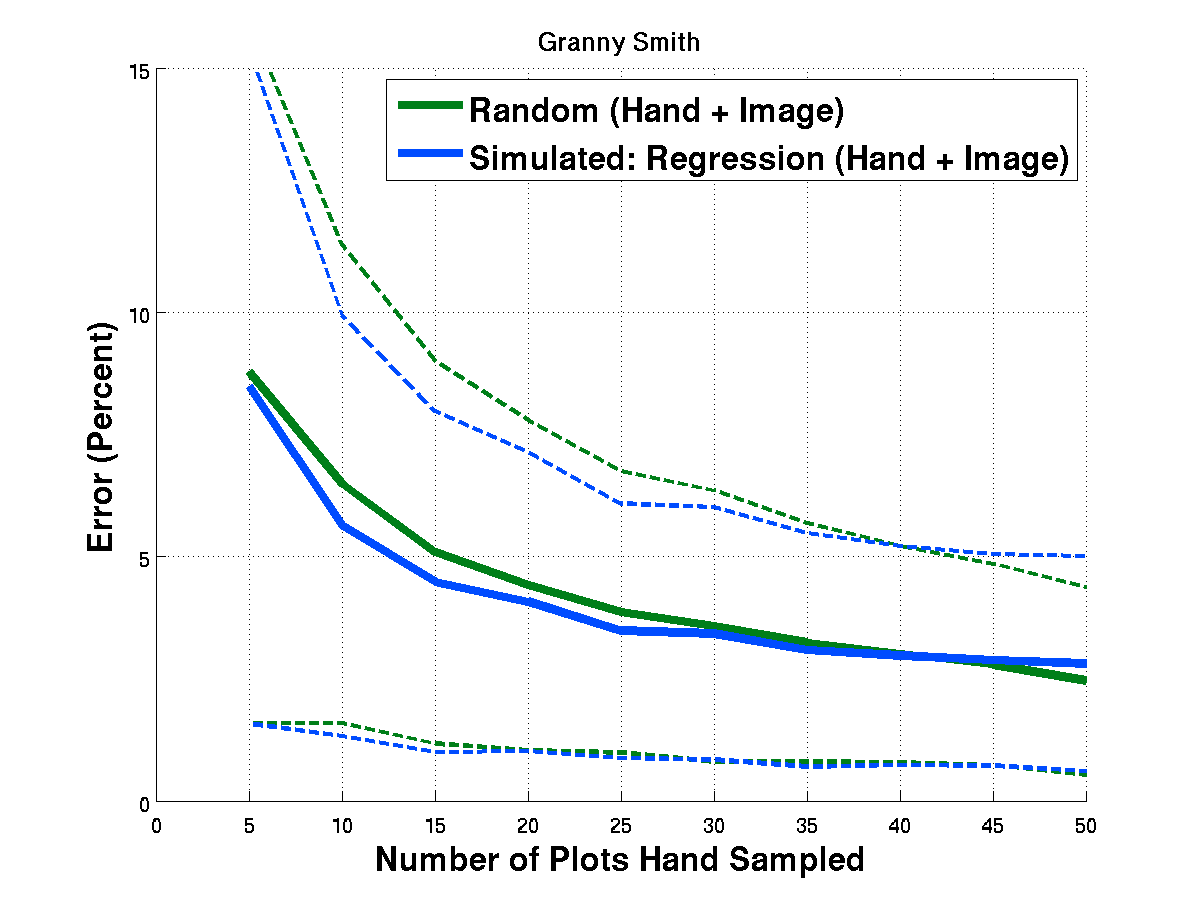 Granny Smith
15
Random (Hand + Image)
Simulated: Regression (Hand + Image)
10
Error (Percent)
5
0
0 5 10 15 20 25 30 35 40 45 50
Number of Plots Hand Sampled